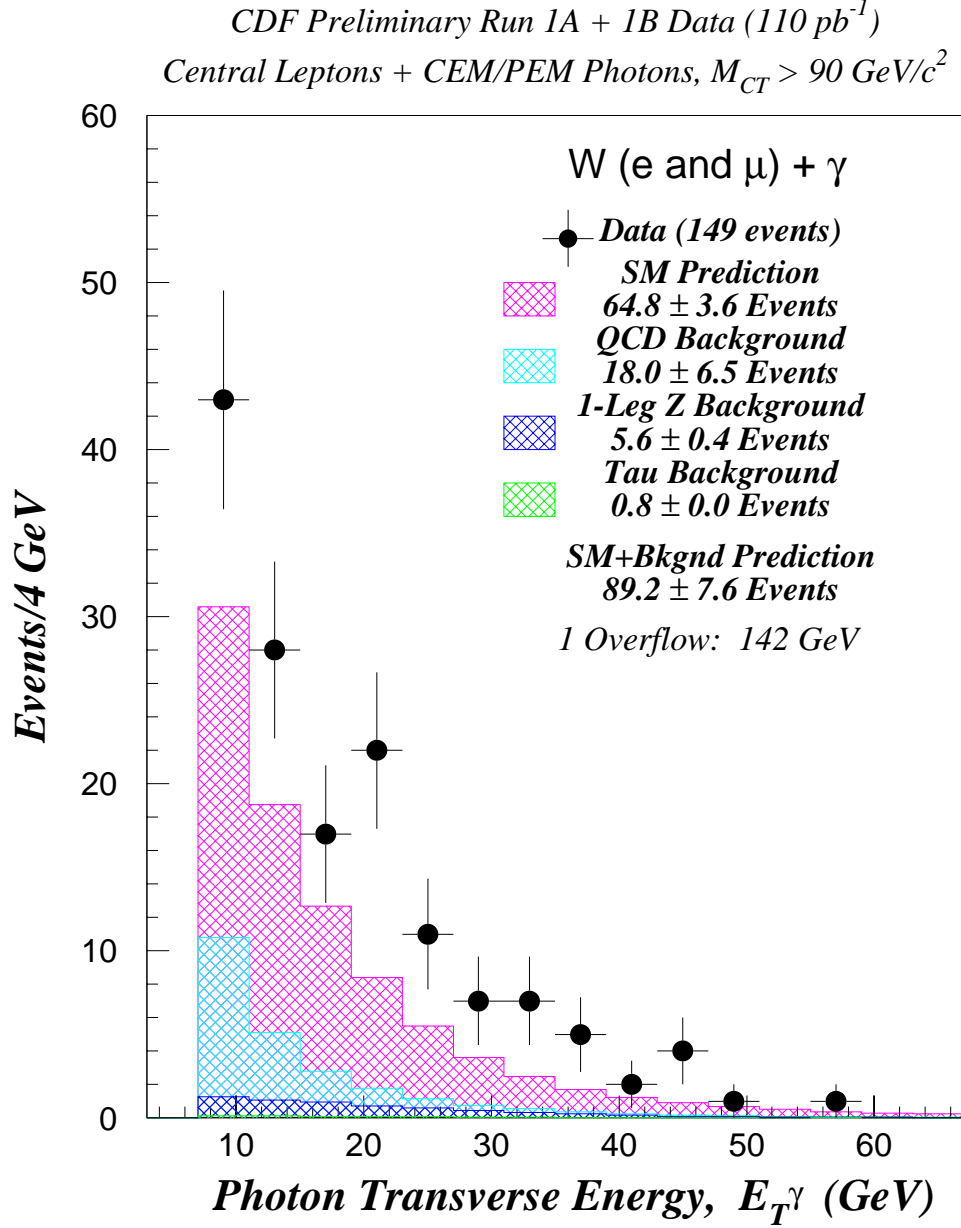 CDF Preliminary Run 1A + 1B Data (110 pb⁻¹)
Central Leptons + CEM/PEM Photons, M_CT > 90 GeV/c²
60
50
40
30
20
10
0
Events/4 GeV
W (e and μ) + γ
Data (149 events)
SM Prediction
64.8 ± 3.6 Events
QCD Background
18.0 ± 6.5 Events
1-Leg Z Background
5.6 ± 0.4 Events
Tau Background
0.8 ± 0.0 Events
SM+Bkgnd Prediction
89.2 ± 7.6 Events
1 Overflow: 142 GeV
10 20 30 40 50 60
Photon Transverse Energy, E_T γ (GeV)